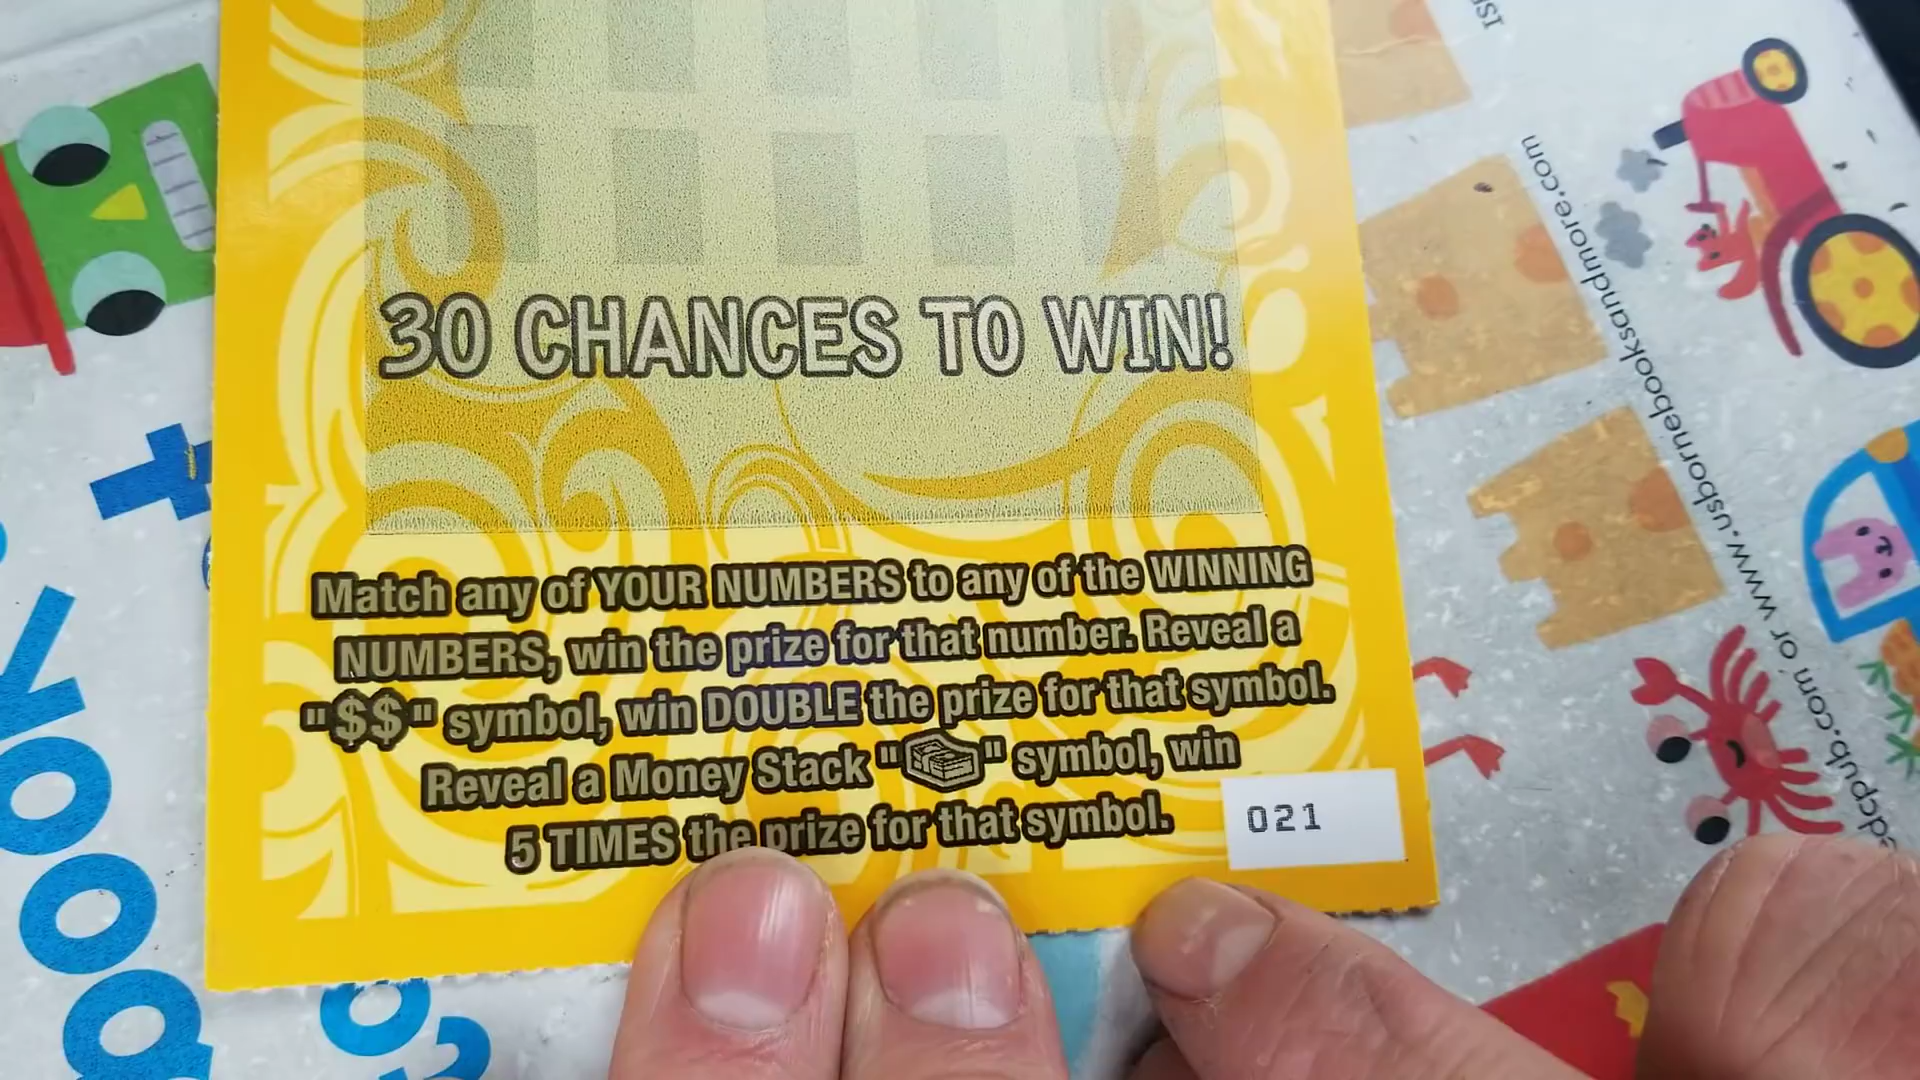 30 CHANCES TO WIN!
Match any of YOUR NUMBERS to any of the WINNING
NUMBERS, win the prize for that number. Reveal a
"$$" symbol, win DOUBLE the prize for that symbol.
Reveal a Money Stack "" symbol, win
5 TIMES the prize for that symbol.
021
edcpub.com or www.usbornebooksandmore.com